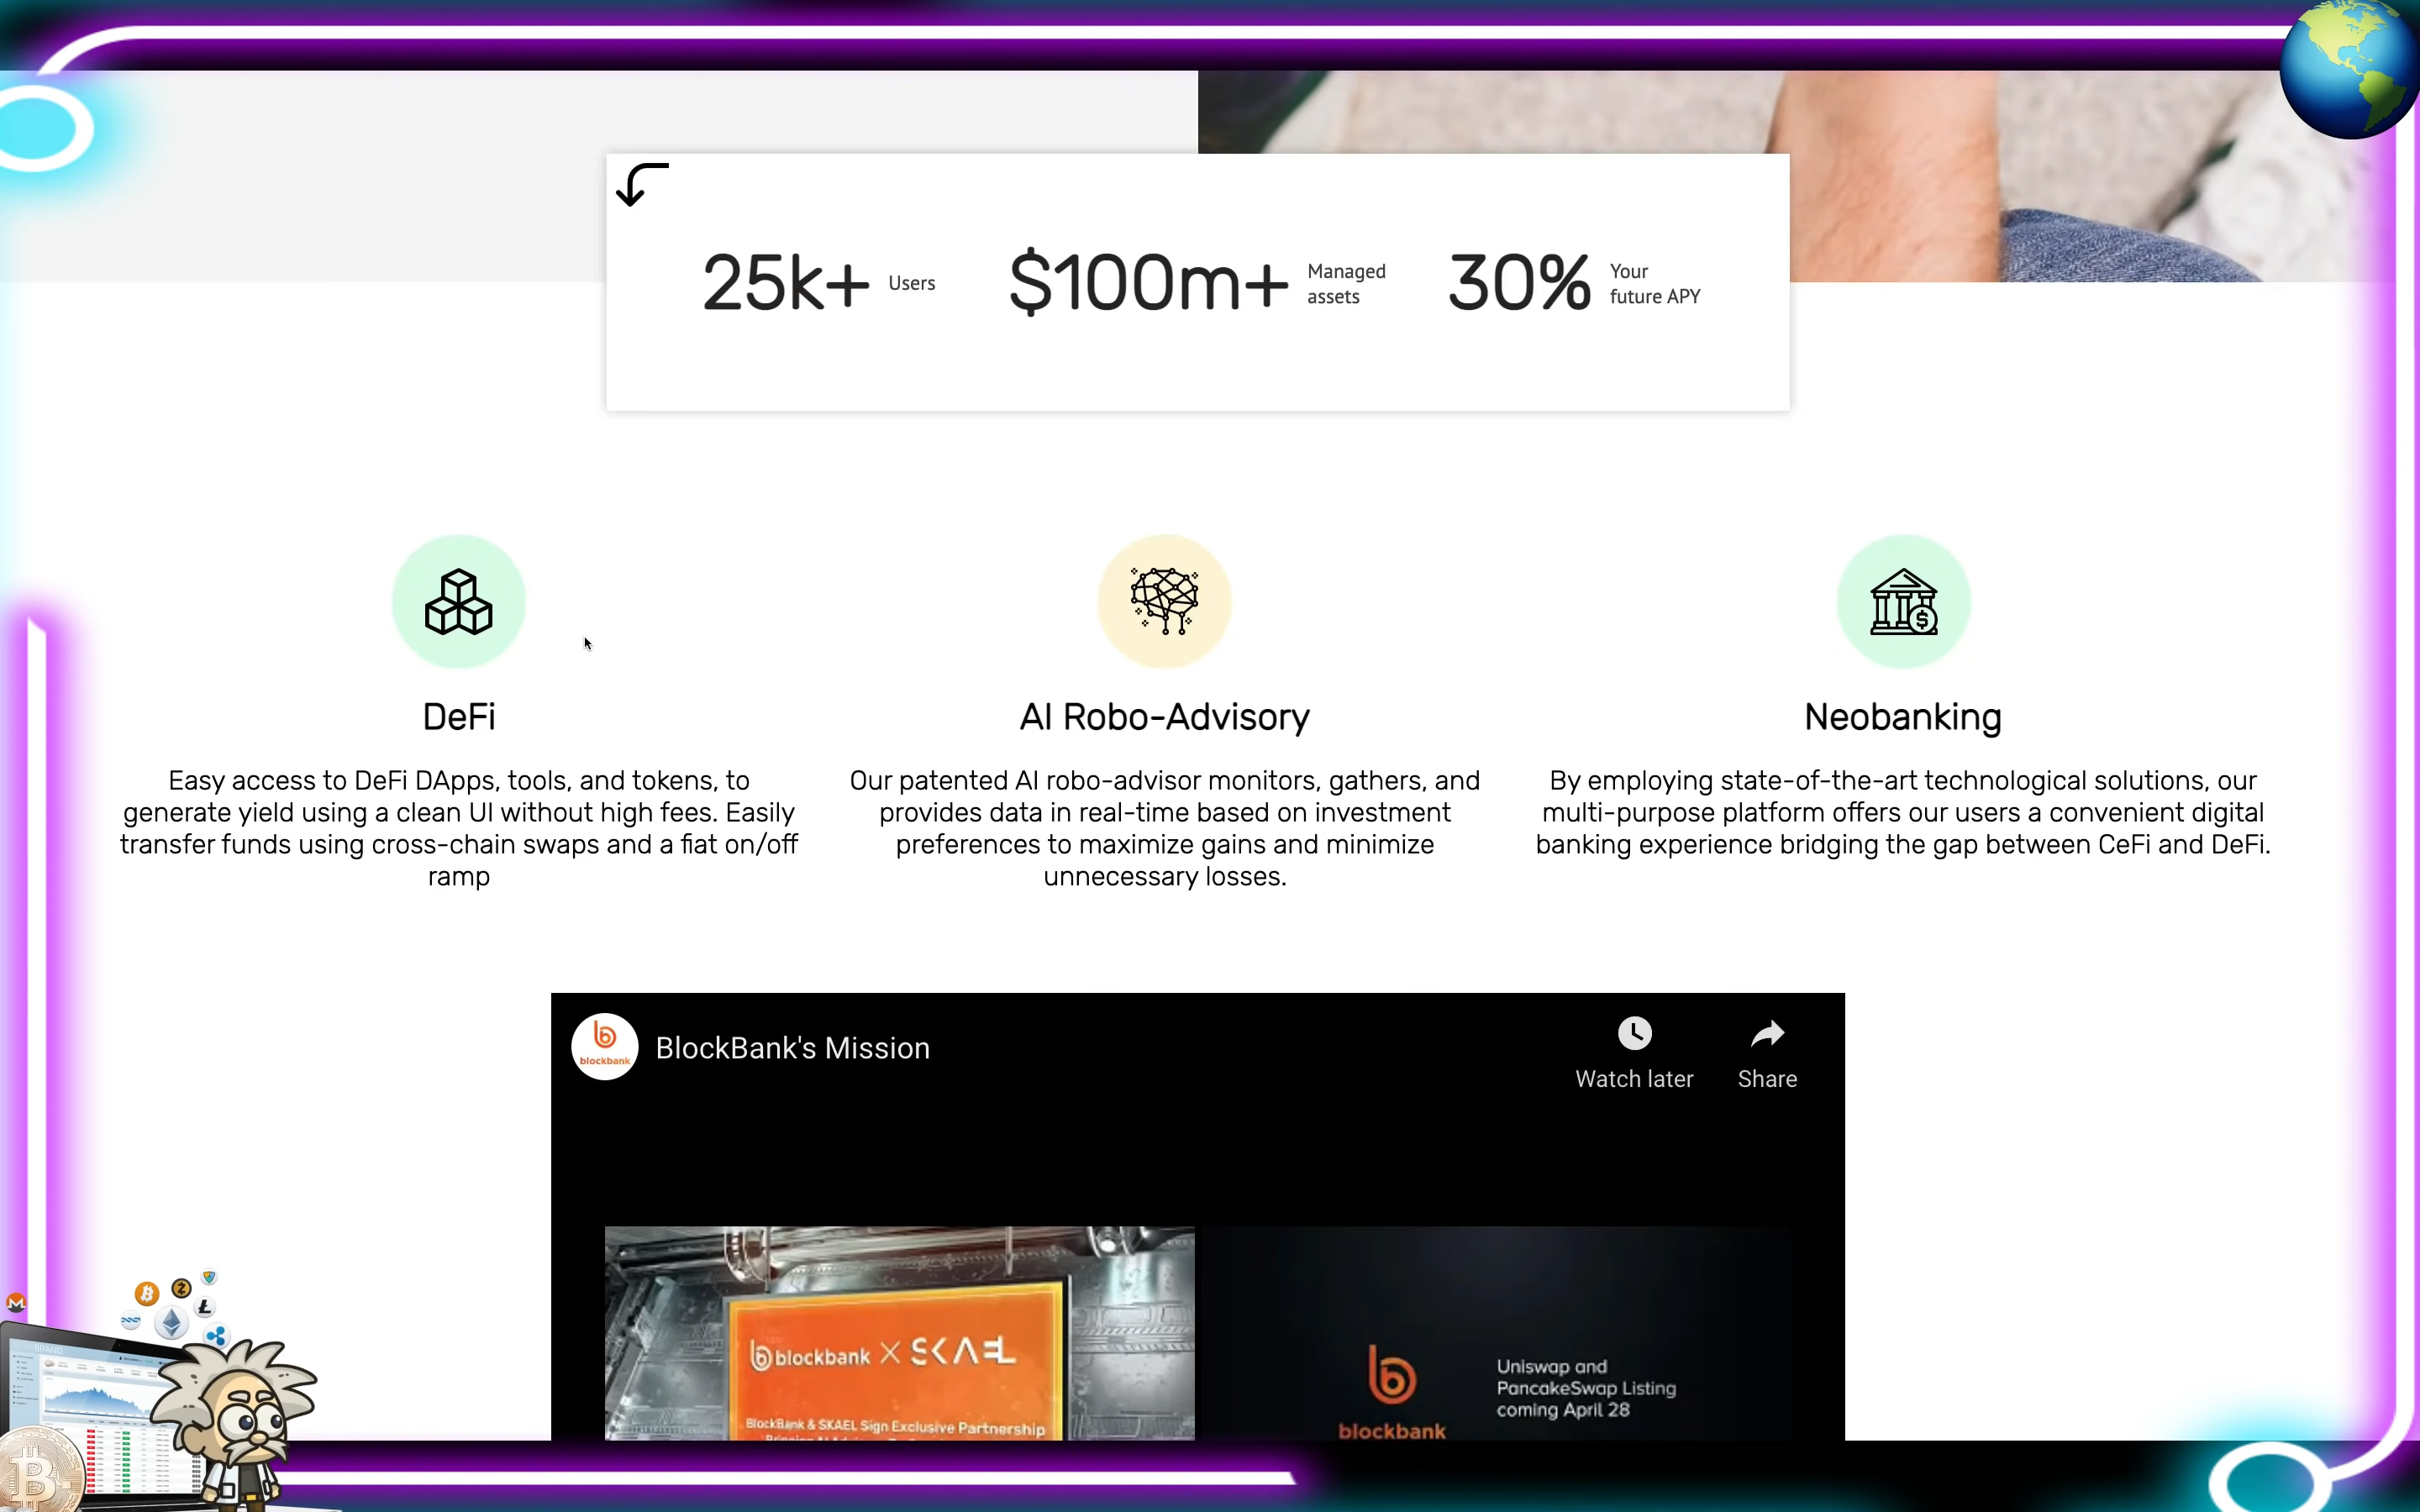 25k+ Users
$100m+ Managed
assets
30% Your
future APY
DeFi
Easy access to DeFi DApps, tools, and tokens, to
generate yield using a clean UI without high fees. Easily
transfer funds using cross-chain swaps and a fiat on/off
ramp
AI Robo-Advisory
Our patented AI robo-advisor monitors, gathers, and
provides data in real-time based on investment
preferences to maximize gains and minimize
unnecessary losses.
Neobanking
By employing state-of-the-art technological solutions, our
multi-purpose platform offers our users a convenient digital
banking experience bridging the gap between CeFi and DeFi.
blockbank
BlockBank's Mission
Watch later
Share
blockbank X SKAEL
BlockBank & SKAEL Sign Exclusive Partnership
blockbank
Uniswap and
PancakeSwap Listing
coming April 28